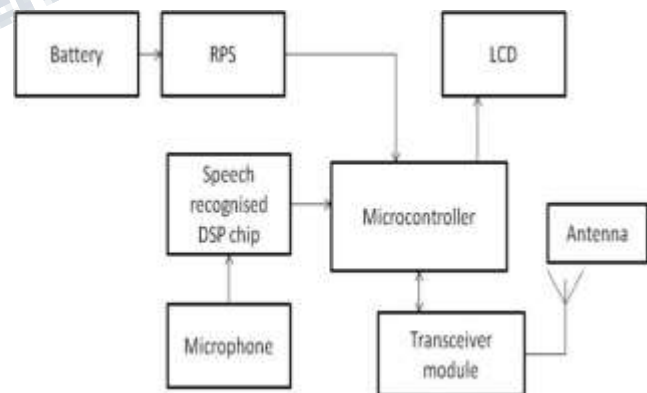 Battery
RPS
LCD
Speech
recognised
DSP chip
Microcontroller
Antenna
Microphone
Transceiver
module